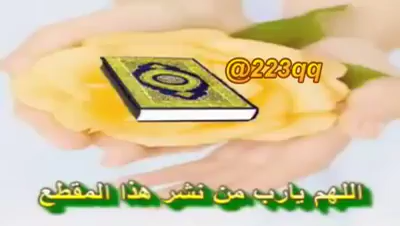 @223qq
اللهم يارب من نشر هذا المقطع